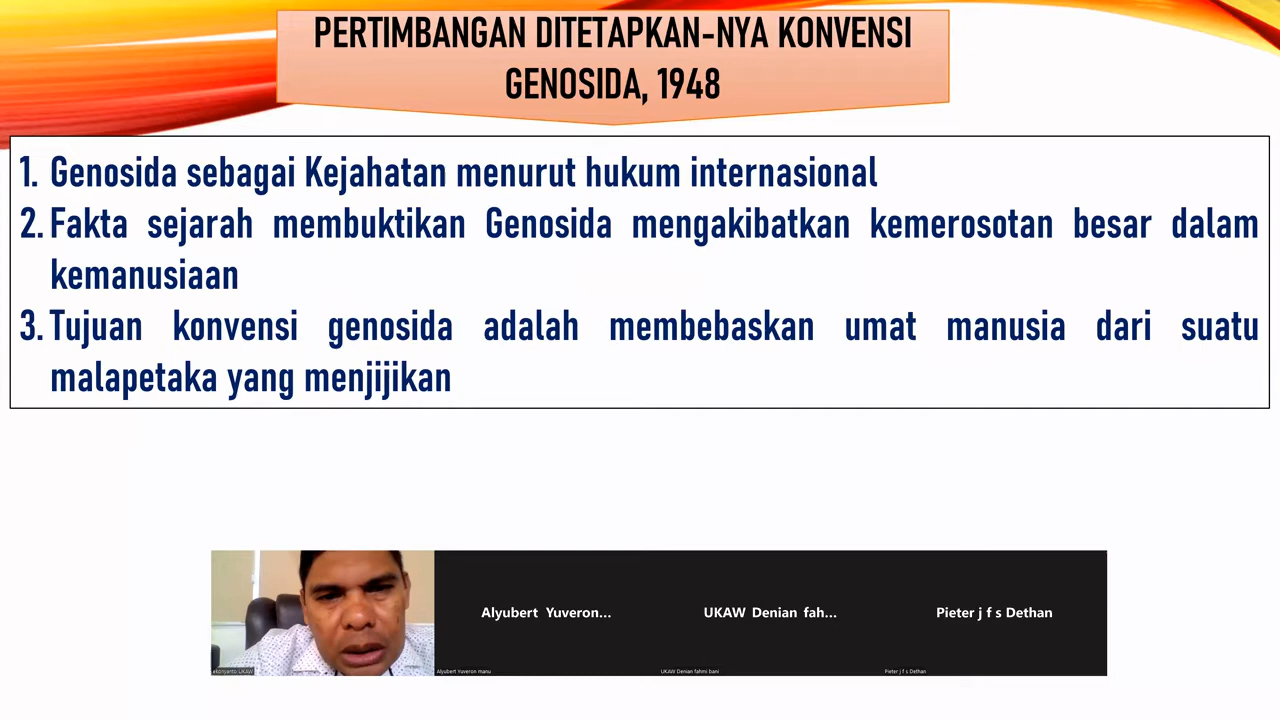 PERTIMBANGAN DITETAPKAN-NYA KONVENSI
GENOSIDA, 1948
1. Genosida sebagai Kejahatan menurut hukum internasional
2. Fakta sejarah membuktikan Genosida mengakibatkan kemerosotan besar dalam
kemanusiaan
3. Tujuan konvensi genosida adalah membebaskan umat manusia dari suatu
malapetaka yang menjijikan
Alyubert Yuveron...
UKAW Denian fah...
Pieter j f s Dethan
UKAW
Alyubert Yuveron manu
UKAW Denian fahmi bani
Pieter j f s Dethan